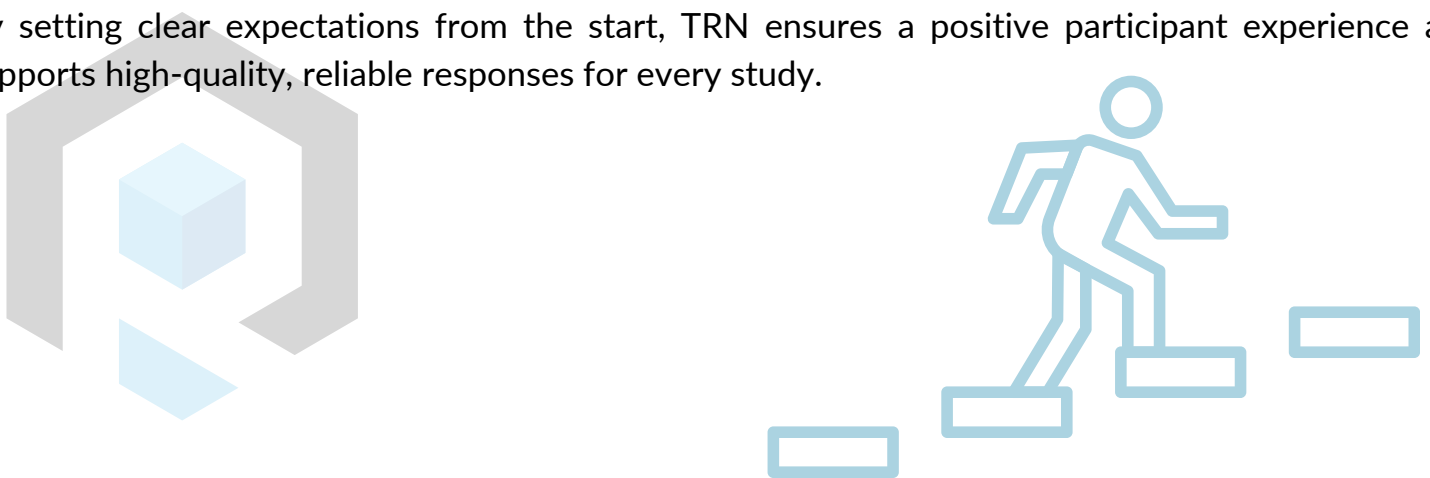 setting clear expectations from the start, TRN ensures a positive participant experience
pports high-quality, reliable responses for every study.